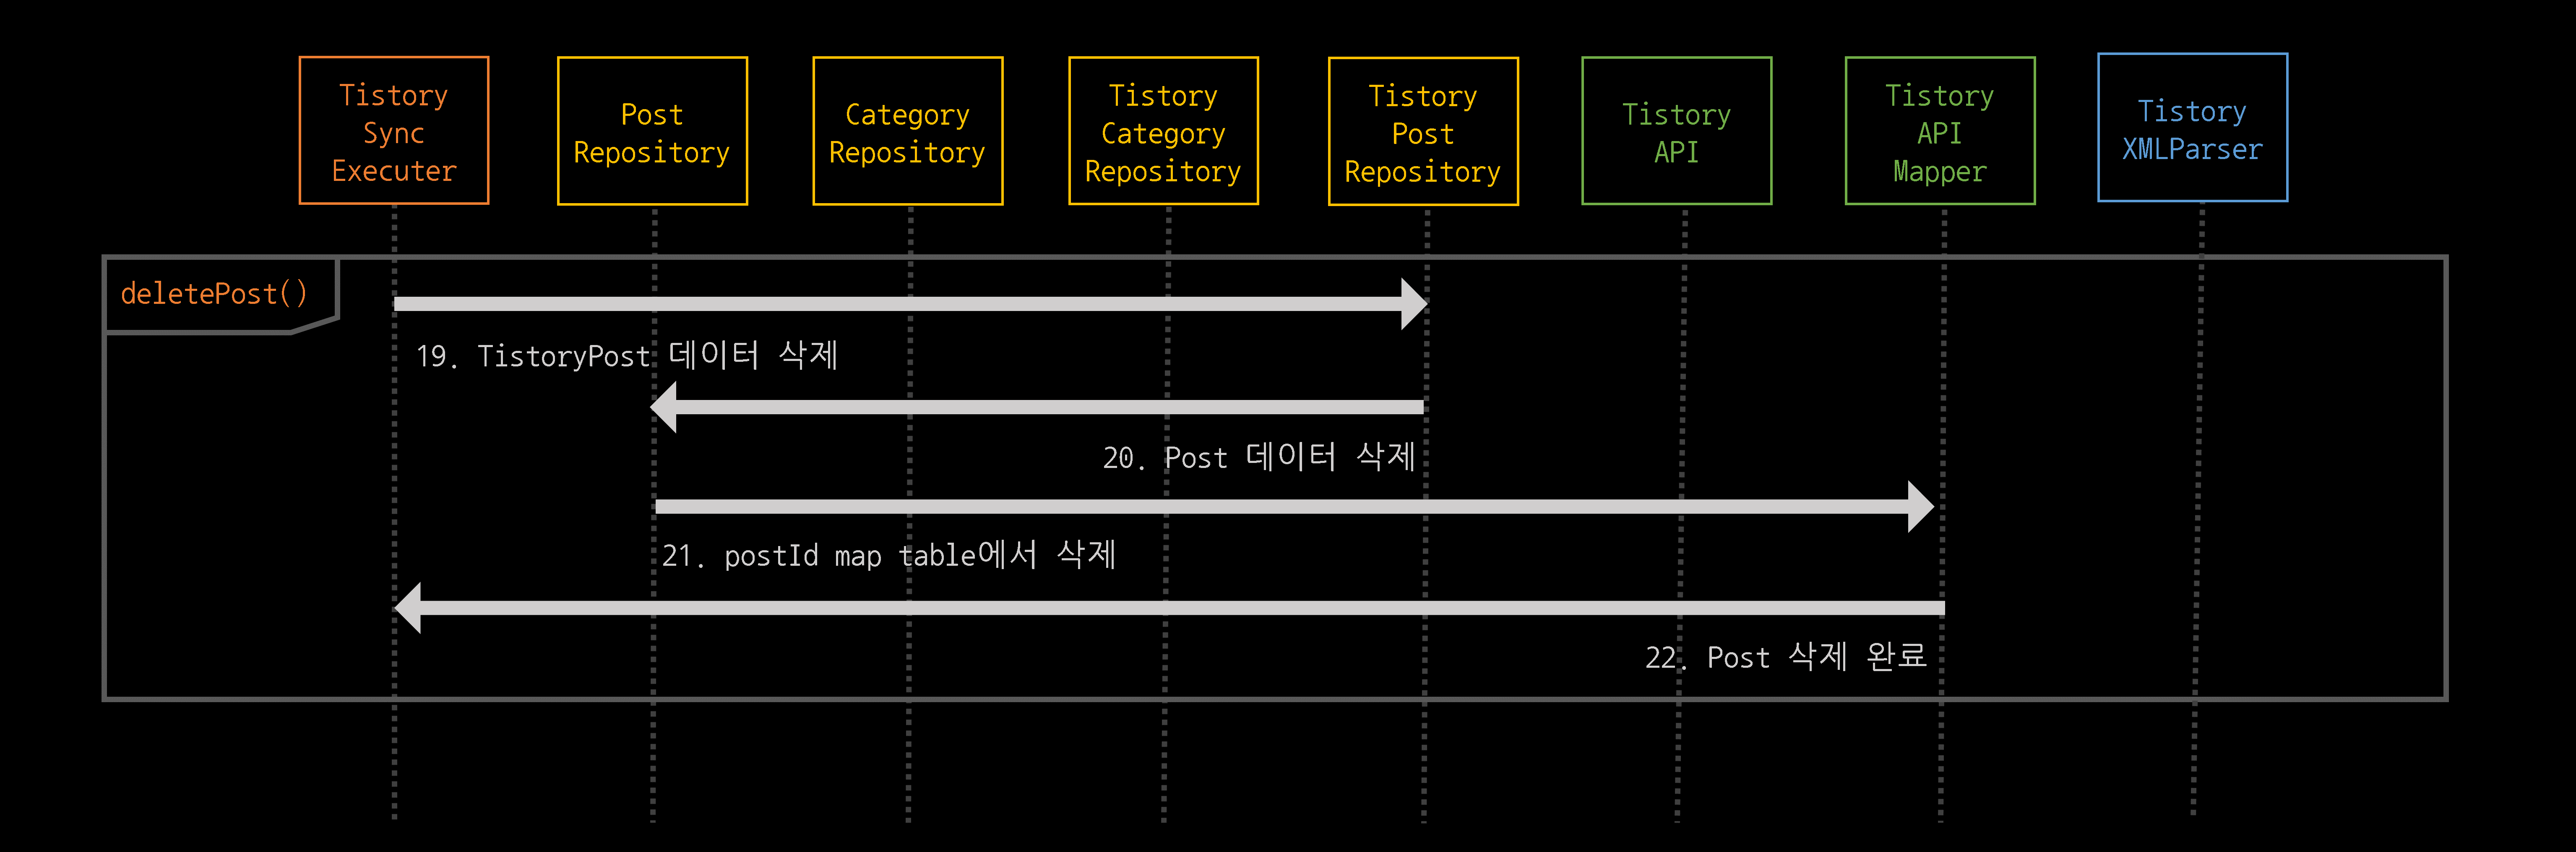 Tistory
Sync
Executer
Post
Repository
Category
Repository
Tistory
Category
Repository
Tistory
Post
Repository
Tistory
API
Tistory
API
Mapper
Tistory
XMLParser
deletePost()
19. TistoryPost 데이터 삭제
20. Post 데이터 삭제
21. postId map table에서 삭제
22. Post 삭제 완료